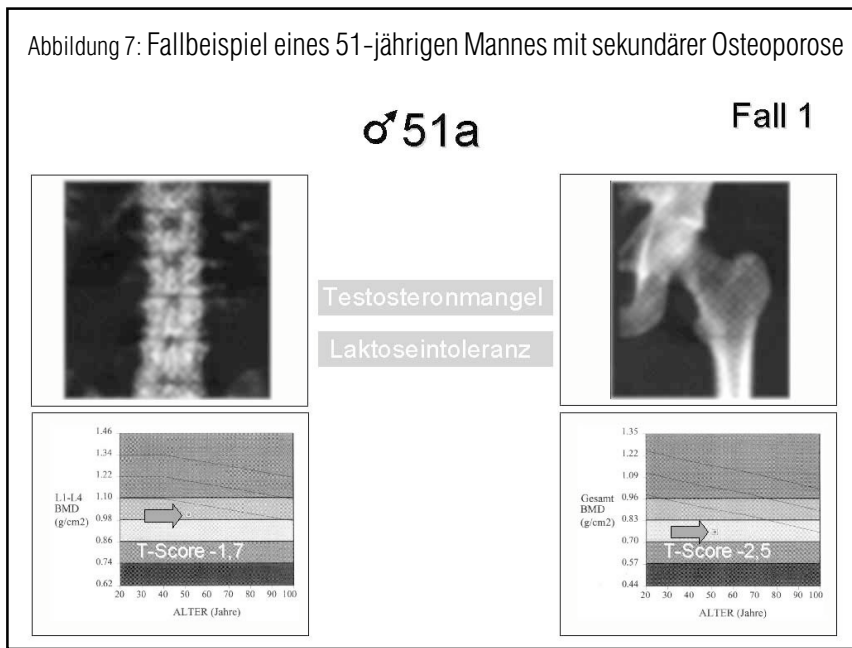 Abbildung 7: Fallbeispiel eines 51-jährigen Mannes mit sekundärer Osteoporose
♂51a
Fall 1
Testosteronmangel
Laktoseintoleranz
1.46
1.34
1.22
1.10
0.98
0.86
0.74
0.62
L1-L4
BMD
(g/cm2)
T-Score -1,7
20 30 40 50 60 70 80 90 100
ALTER (Jahre)
1.35
1.22
1.09
0.96
0.83
0.70
0.57
0.44
Gesamt
BMD
(g/cm2)
T-Score -2,5
20 30 40 50 60 70 80 90 100
ALTER (Jahre)